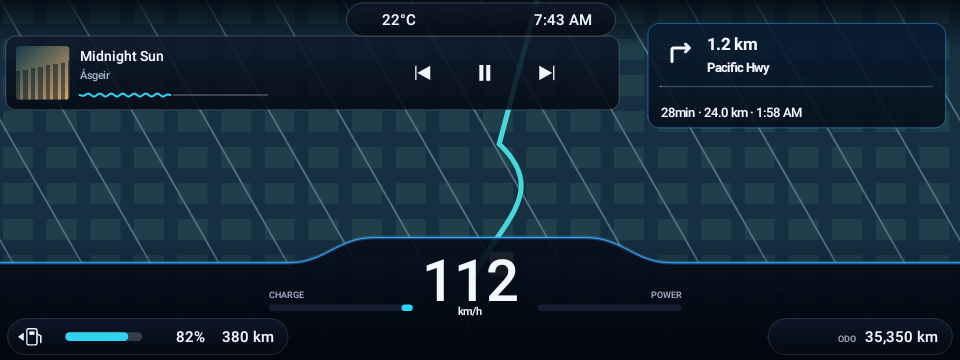 22°C 7:43 AM
Midnight Sun
Ásgeir
1.2 km
Pacific Hwy
28min · 24.0 km · 1:58 AM
112
km/h
CHARGE
POWER
82% 380 km
ODO 35,350 km